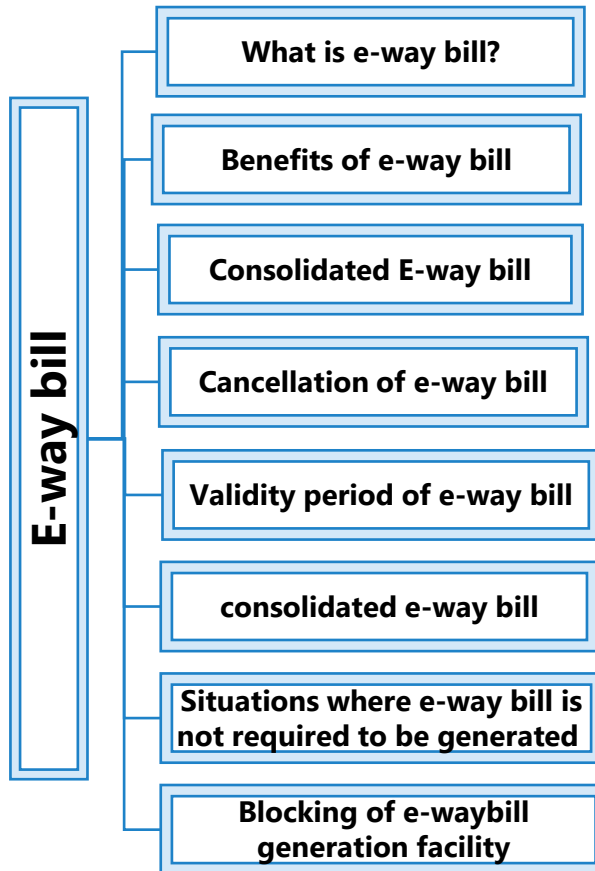 E-way bill
What is e-way bill?
Benefits of e-way bill
Consolidated E-way bill
Cancellation of e-way bill
Validity period of e-way bill
consolidated e-way bill
Situations where e-way bill is
not required to be generated
Blocking of e-waybill
generation facility